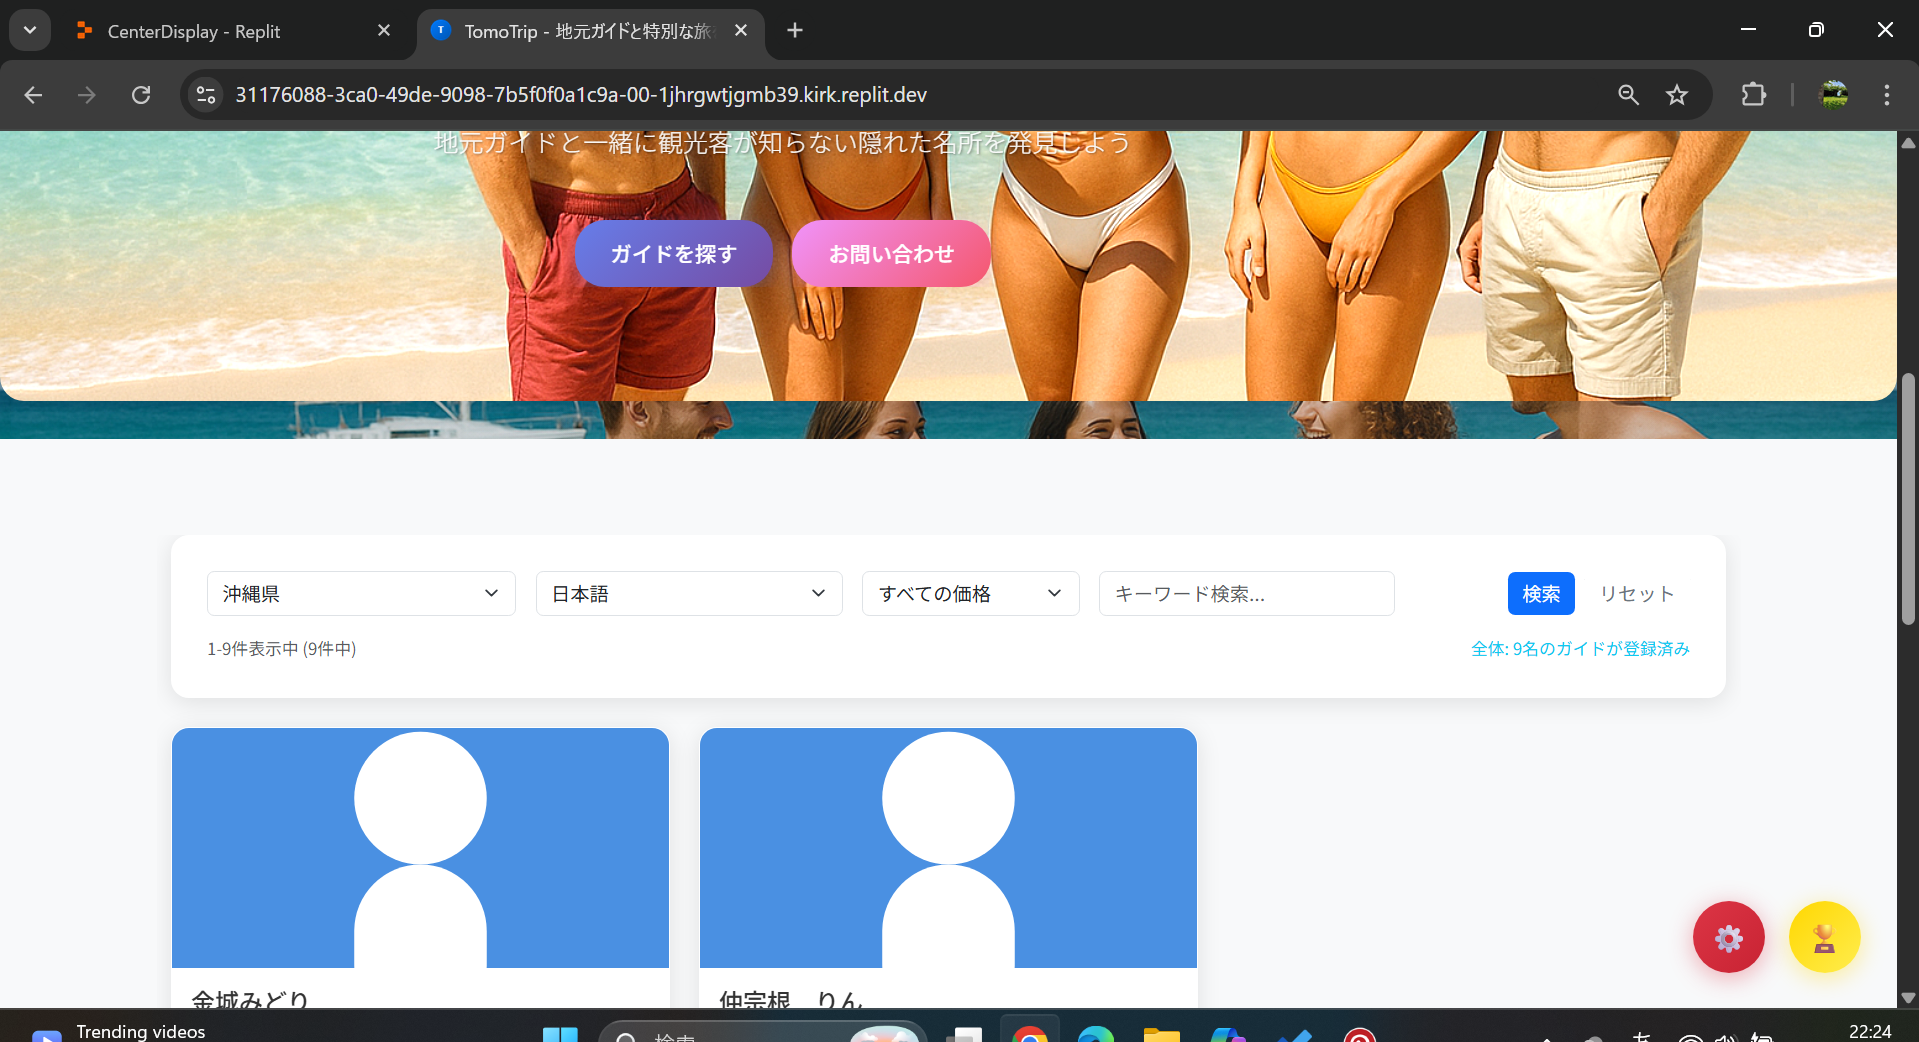 CenterDisplay - Replit
TomoTrip - 地元ガイドと特別な旅
31176088-3ca0-49de-9098-7b5f0f0a1c9a-00-1jhrgwtjgmb39.kirk.replit.dev
地元ガイドと一緒に観光客が知らない隠れた名所を発見しよう
ガイドを探す
お問い合わせ
沖縄県
日本語
すべての価格
キーワード検索...
検索
リセット
1-9件表示中 (9件中)
全体: 9名のガイドが登録済み
金城みどり
仲宗根　りん
Trending videos
検索
あ
22:24